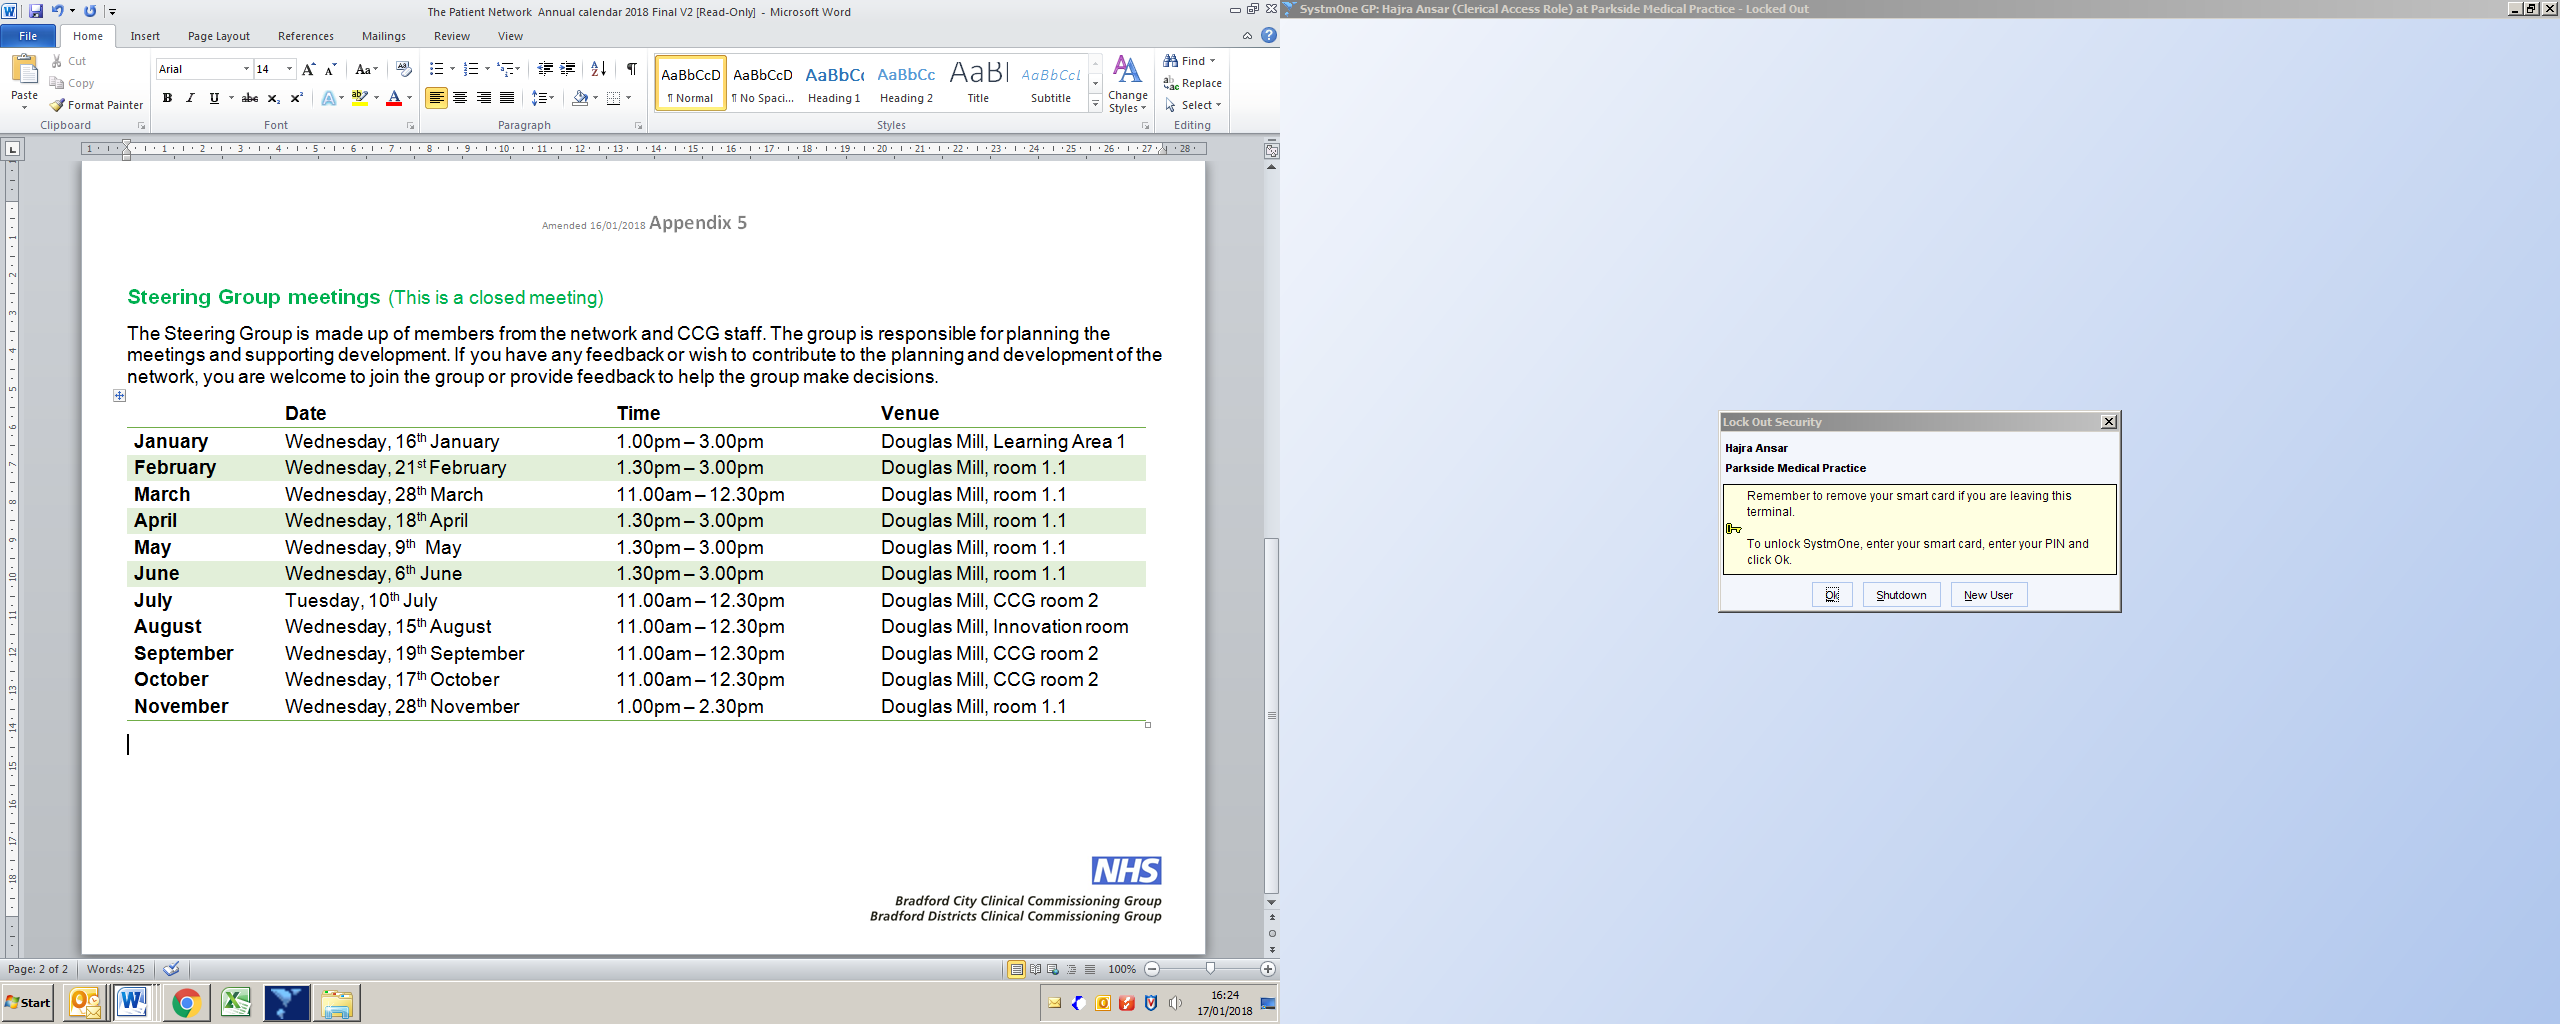 The Patient Network  Annual calendar 2018 Final V2 [Read-Only] - Microsoft Word
File Home Insert Page Layout References Mailings Review View
Paste
Cut
Copy
Format Painter
Clipboard
Arial 14
Font
Paragraph
AaBbCcD AaBbCcD AaBbCc AaBbCc AaBl AaBbCcL
¶ Normal ¶ No Spaci... Heading 1 Heading 2 Title Subtitle
Change Styles
Styles
Find
Replace
Select
Editing
Amended 16/01/2018 Appendix 5
Steering Group meetings (This is a closed meeting)
The Steering Group is made up of members from the network and CCG staff. The group is responsible for planning the
meetings and supporting development. If you have any feedback or wish to contribute to the planning and development of the
network, you are welcome to join the group or provide feedback to help the group make decisions.
Date Time Venue
January Wednesday, 16th January 1.00pm – 3.00pm Douglas Mill, Learning Area 1
February Wednesday, 21st February 1.30pm – 3.00pm Douglas Mill, room 1.1
March Wednesday, 28th March 11.00am – 12.30pm Douglas Mill, room 1.1
April Wednesday, 18th April 1.30pm – 3.00pm Douglas Mill, room 1.1
May Wednesday, 9th May 1.30pm – 3.00pm Douglas Mill, room 1.1
June Wednesday, 6th June 1.30pm – 3.00pm Douglas Mill, room 1.1
July Tuesday, 10th July 11.00am – 12.30pm Douglas Mill, CCG room 2
August Wednesday, 15th August 11.00am – 12.30pm Douglas Mill, Innovation room
September Wednesday, 19th September 11.00am – 12.30pm Douglas Mill, CCG room 2
October Wednesday, 17th October 11.00am – 12.30pm Douglas Mill, CCG room 2
November Wednesday, 28th November 1.00pm – 2.30pm Douglas Mill, room 1.1
NHS
Bradford City Clinical Commissioning Group
Bradford Districts Clinical Commissioning Group
Page: 2 of 2 Words: 425 100%
Start
16:24
17/01/2018
SystmOne GP: Hajra Ansar (Clerical Access Role) at Parkside Medical Practice - Locked Out
Lock Out Security
Hajra Ansar
Parkside Medical Practice
Remember to remove your smart card if you are leaving this
terminal.
To unlock SystmOne, enter your smart card, enter your PIN and
click Ok.
Ok Shutdown New User